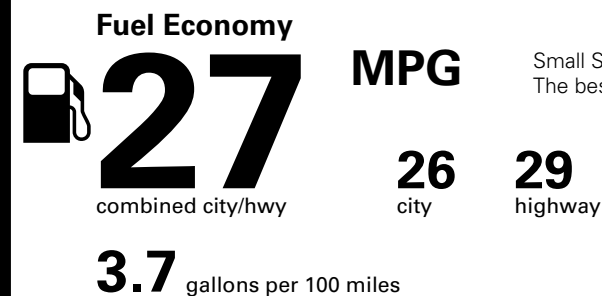 Fuel Economy
27 MPG
Small
The
26 29
combined city/hwy city highway
3.7 gallons per 100 miles